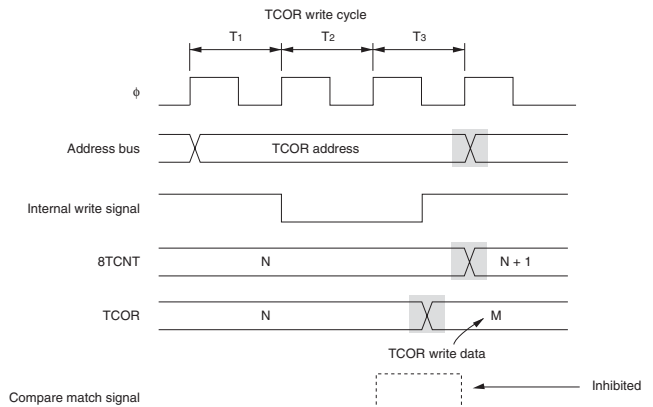 TCOR write cycle
T1 T2 T3
ϕ
Address bus TCOR address
Internal write signal
8TCNT N N + 1
TCOR N M
TCOR write data
Compare match signal Inhibited